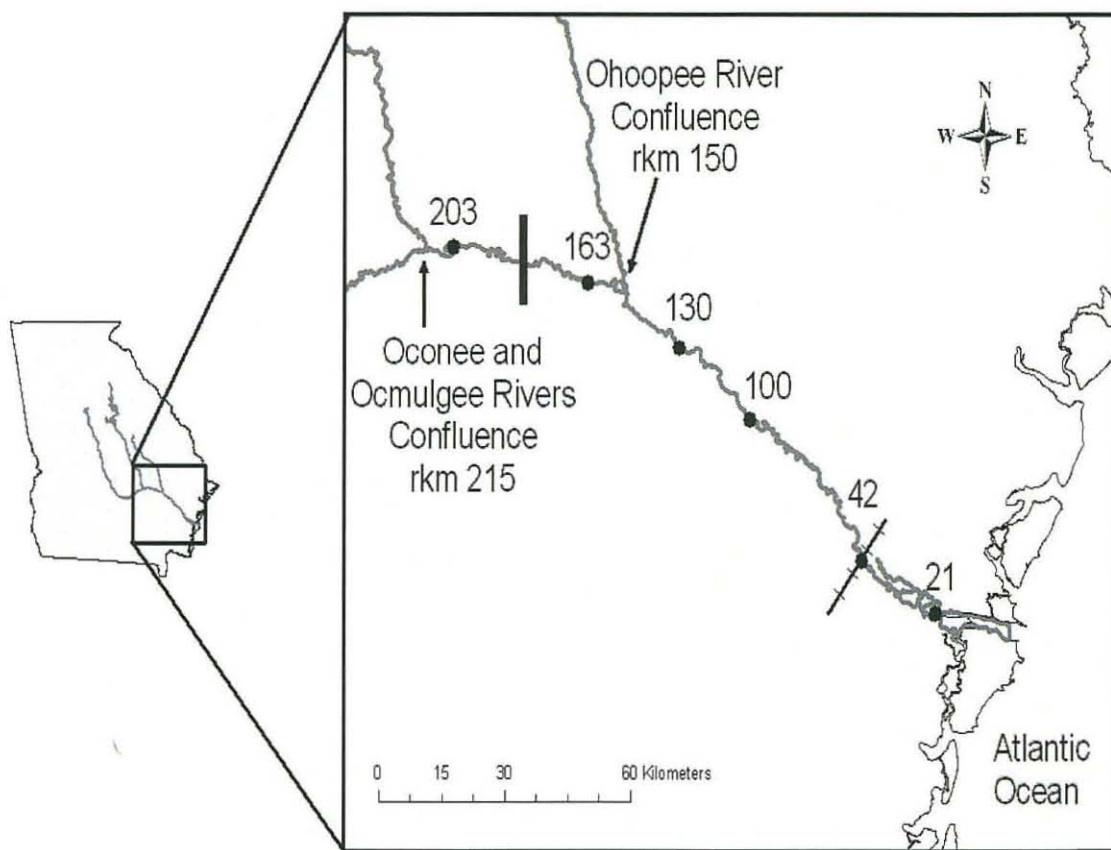 Ohoopee River
Confluence
rkm 150
N
W E
S
203
163
130
Oconee and
Ocmulgee Rivers
Confluence
rkm 215
100
42
21
Atlantic
Ocean
0 15 30 60 Kilometers